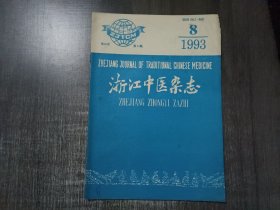 8
1993
ZHEJIANG JOURNAL OF TRADITIONAL CHINESE MEDICINE
浙江中医杂志
ZHEJIANG ZHONGYI ZAZHI